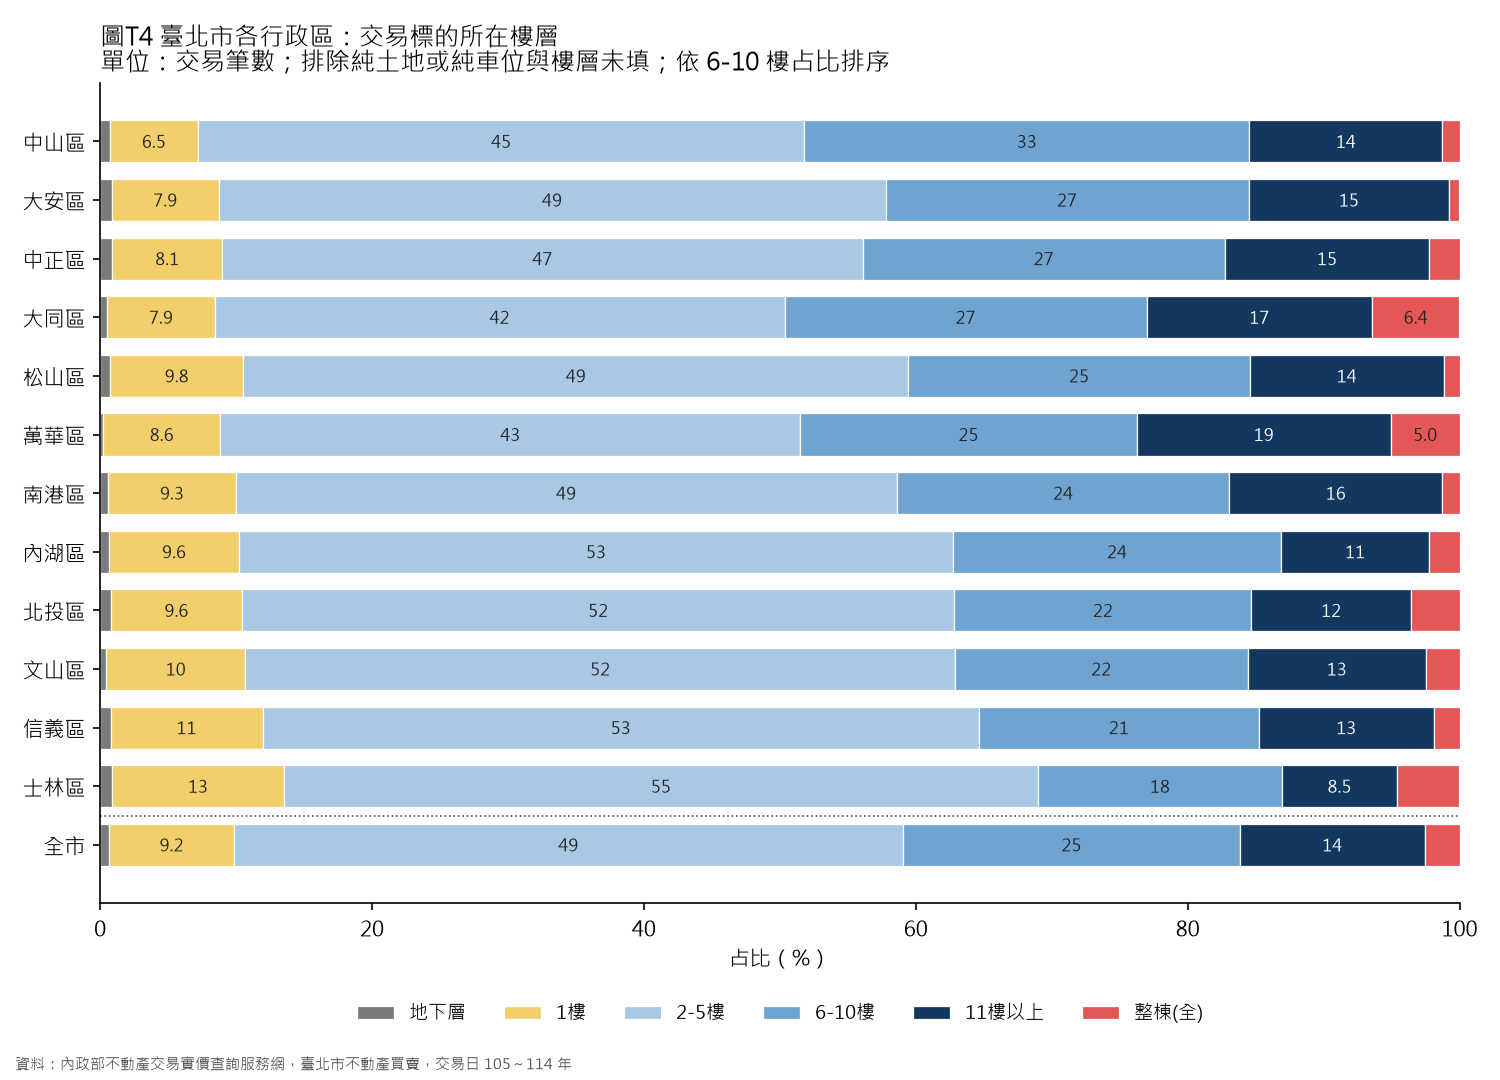 圖T4 臺北市各行政區：交易標的所在樓層
單位：交易筆數；排除純土地或純車位與樓層未填；依 6-10 樓占比排序
中山區 6.5 45 33 14
大安區 7.9 49 27 15
中正區 8.1 47 27 15
大同區 7.9 42 27 17 6.4
松山區 9.8 49 25 14
萬華區 8.6 43 25 19 5.0
南港區 9.3 49 24 16
內湖區 9.6 53 24 11
北投區 9.6 52 22 12
文山區 10 52 22 13
信義區 11 53 21 13
士林區 13 55 18 8.5
全市 9.2 49 25 14
0 20 40 60 80 100
占比（%）
地下層 1樓 2-5樓 6-10樓 11樓以上 整棟(全)
資料：內政部不動產交易實價查詢服務網，臺北市不動產買賣，交易日 105～114 年